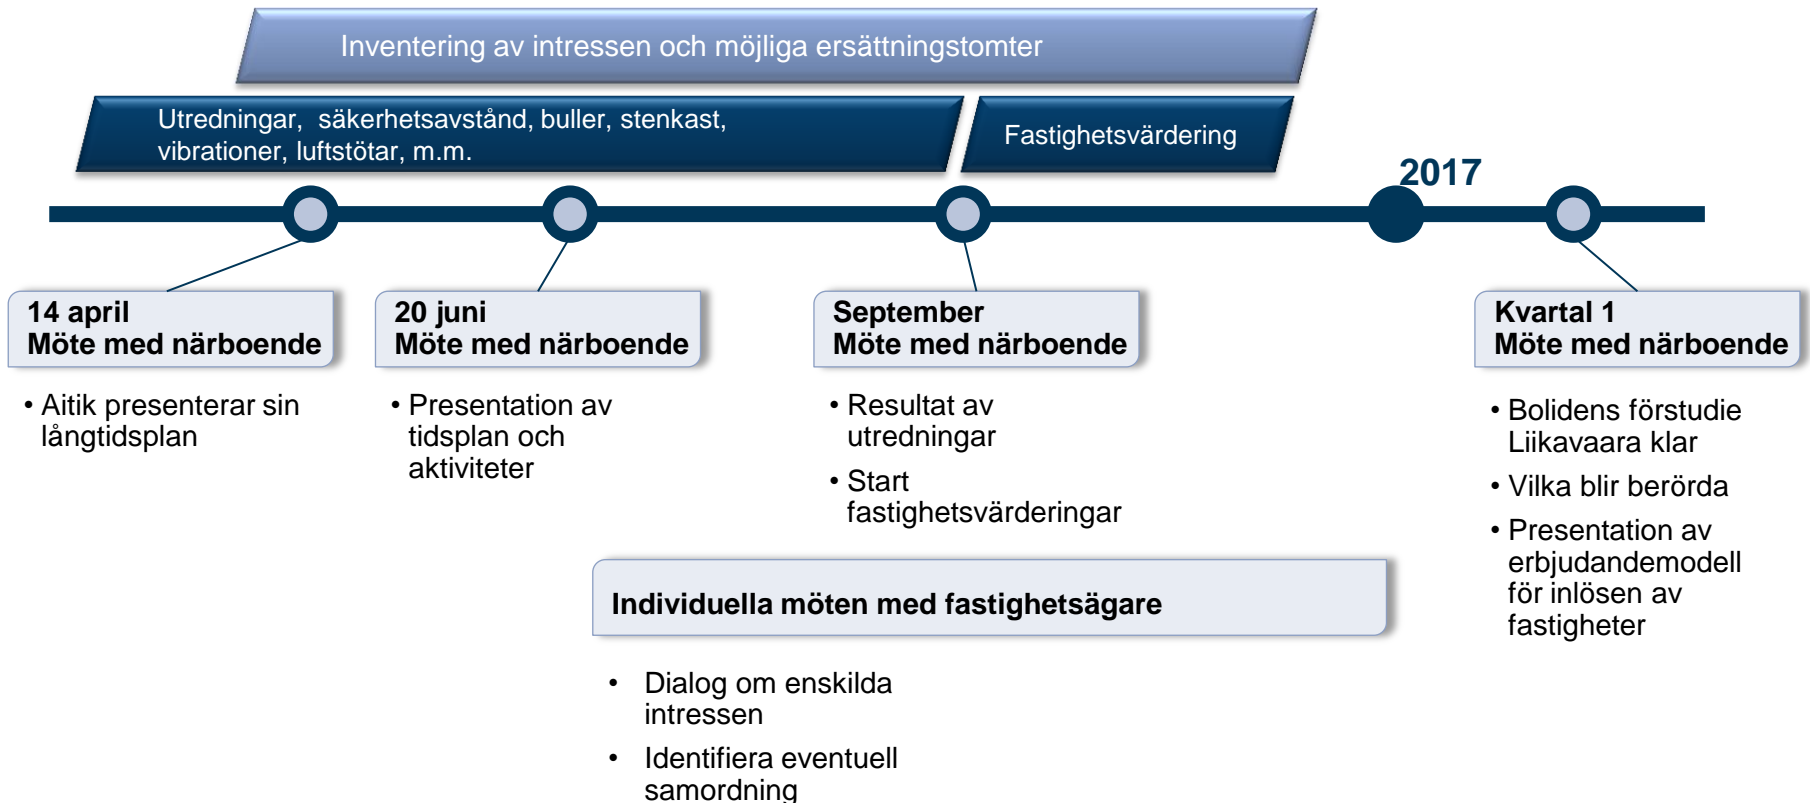 Inventering av intressen och möjliga ersättningstomter
Utredningar, säkerhetsavstånd, buller, stenkast,
vibrationer, luftstötar, m.m.
Fastighetsvärdering
2017
14 april
Möte med närboende
• Aitik presenterar sin
långtidsplan
20 juni
Möte med närboende
• Presentation av
tidsplan och
aktiviteter
September
Möte med närboende
• Resultat av
utredningar
• Start
fastighetsvärderingar
Kvartal 1
Möte med närboende
• Bolidens förstudie
Liikavaara klar
• Vilka blir berörda
• Presentation av
erbjudandemodell
för inlösen av
fastigheter
Individuella möten med fastighetsägare
• Dialog om enskilda
intressen
• Identifiera eventuell
samordning